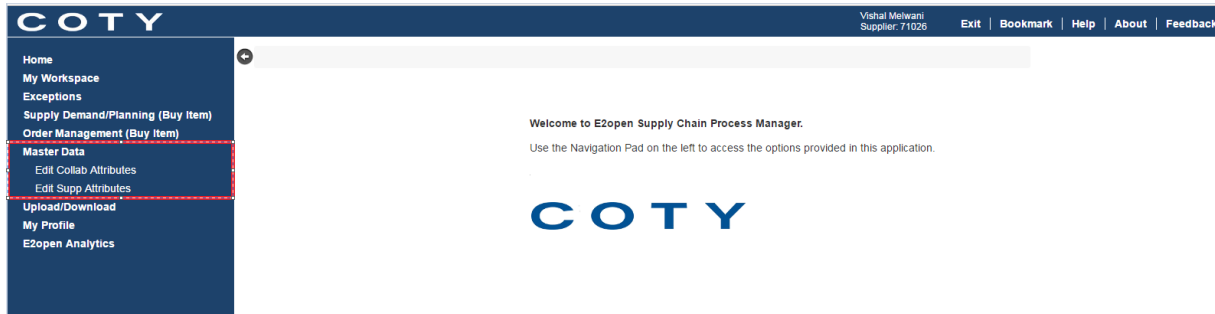 COTY
Vishal Melwani
Supplier: 71026
Exit | Bookmark | Help | About | Feedback
Home
My Workspace
Exceptions
Supply Demand/Planning (Buy Item)
Order Management (Buy Item)
Master Data
Edit Collab Attributes
Edit Supp Attributes
Upload/Download
My Profile
E2open Analytics
Welcome to E2open Supply Chain Process Manager.
Use the Navigation Pad on the left to access the options provided in this application.
COTY